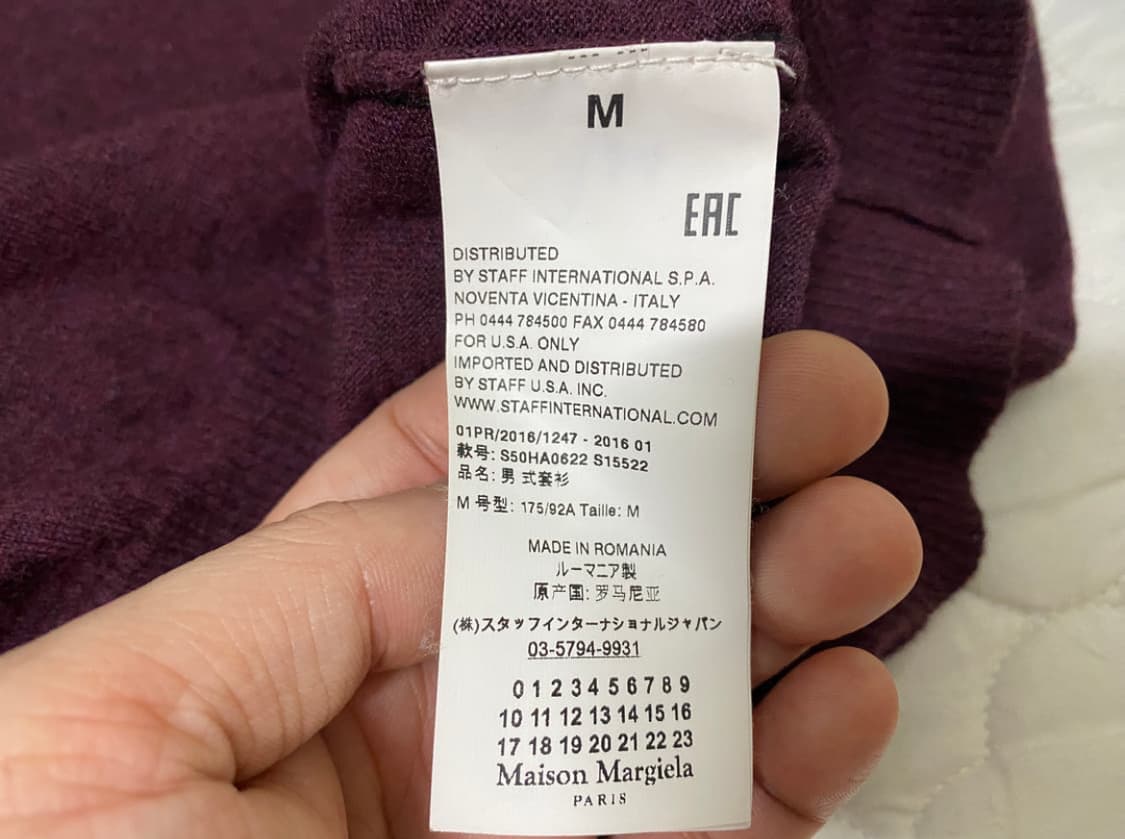 M
EAC
DISTRIBUTED
BY STAFF INTERNATIONAL S.P.A.
NOVENTA VICENTINA - ITALY
PH 0444 784500 FAX 0444 784580
FOR U.S.A. ONLY
IMPORTED AND DISTRIBUTED
BY STAFF U.S.A. INC.
WWW.STAFFINTERNATIONAL.COM
01PR/2016/1247 - 2016 01
款号: S50HA0622 S15522
品名: 男 式套衫
M 号型: 175/92A Taille: M
MADE IN ROMANIA
ルーマニア製
原产国: 罗马尼亚
(株)スタッフインターナショナルジャパン
03-5794-9931
0 1 2 3 4 5 6 7 8 9
10 11 12 13 14 15 16
17 18 19 20 21 22 23
Maison Margiela
PARIS